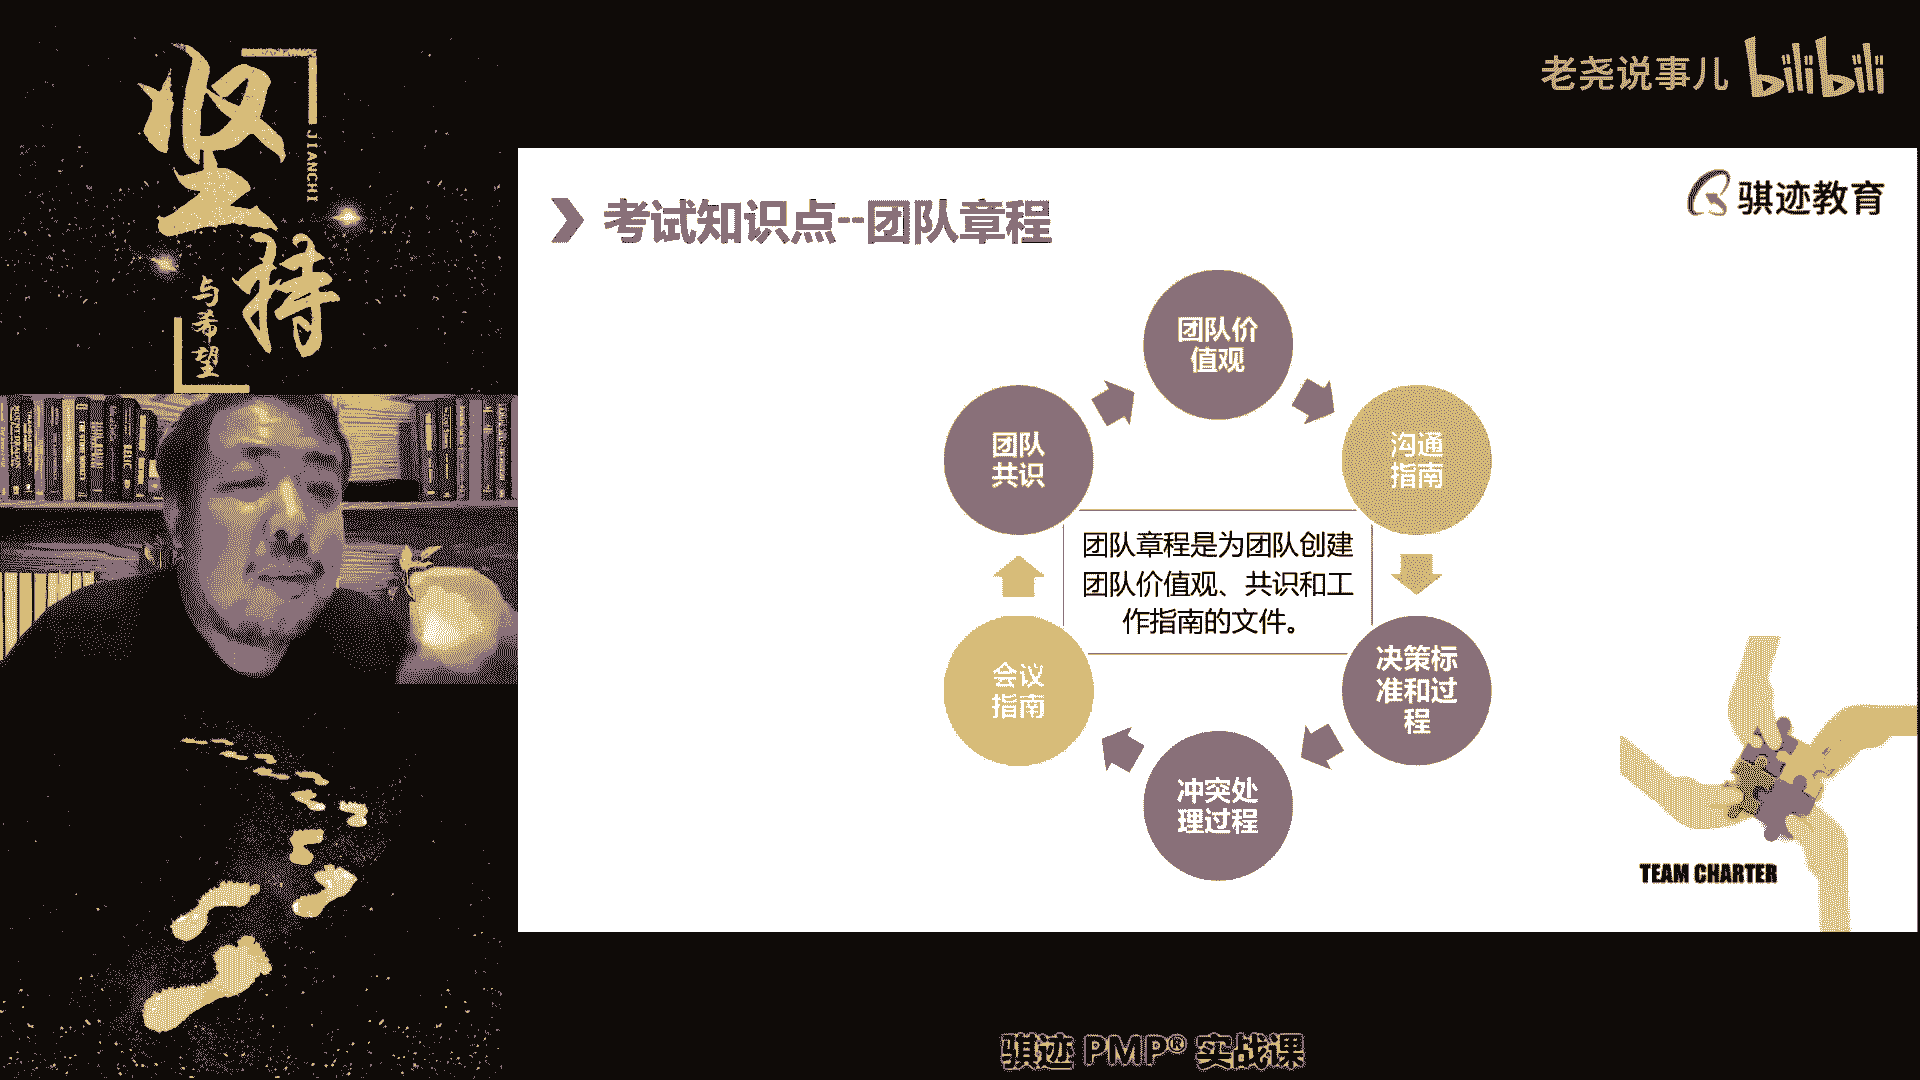 坚持
JIANCHI
与希望
老尧说事儿 bilibili
骐迹教育
考试知识点--团队章程
团队价
值观
团队
共识
沟通
指南
团队章程是为团队创建
团队价值观、共识和工
作指南的文件。
会议
指南
决策标
准和过
程
冲突处
理过程
TEAM CHARTER
骐迹 PMP® 实战课